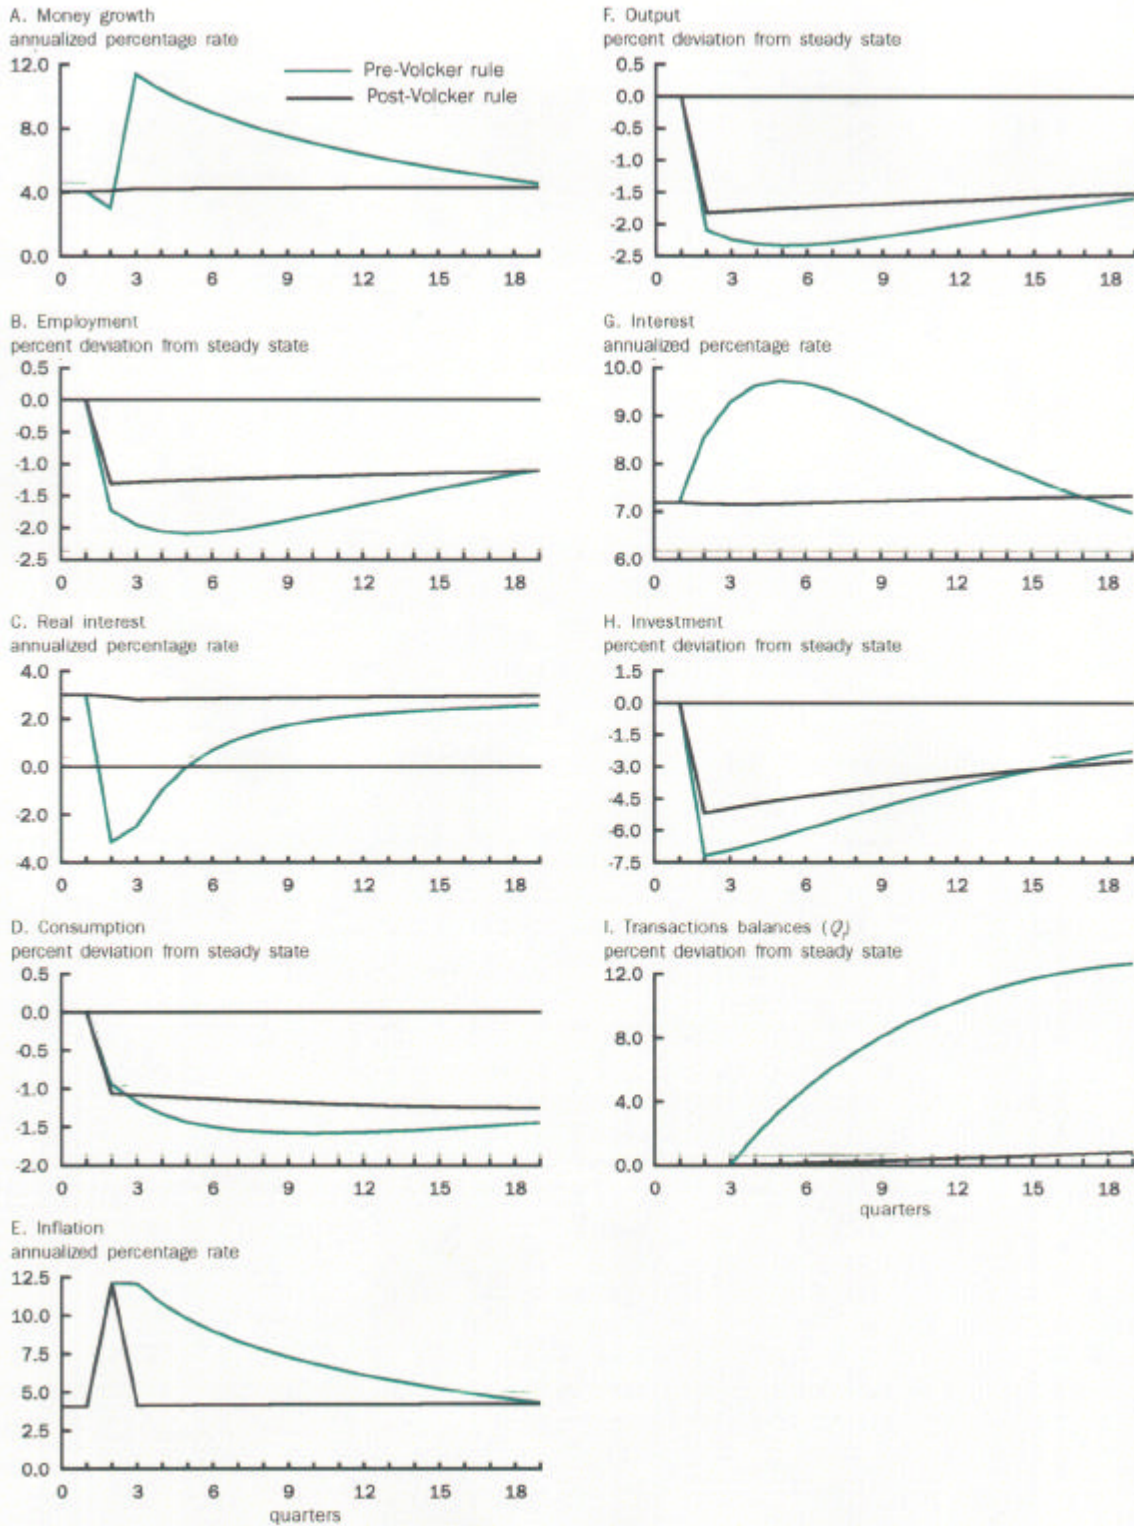 A. Money growth
annualized percentage rate
12.0
8.0
4.0
0.0
0 3 6 9 12 15 18
Pre-Volcker rule
Post-Volcker rule
B. Employment
percent deviation from steady state
0.5
0.0
-0.5
-1.0
-1.5
-2.0
-2.5
0 3 6 9 12 15 18
C. Real interest
annualized percentage rate
4.0
2.0
0.0
-2.0
-4.0
0 3 6 9 12 15 18
D. Consumption
percent deviation from steady state
0.5
0.0
-0.5
-1.0
-1.5
-2.0
0 3 6 9 12 15 18
E. Inflation
annualized percentage rate
12.5
10.0
7.5
5.0
2.5
0.0
0 3 6 9 12 15 18
quarters
F. Output
percent deviation from steady state
0.5
0.0
-0.5
-1.0
-1.5
-2.0
-2.5
0 3 6 9 12 15 18
G. Interest
annualized percentage rate
10.0
9.0
8.0
7.0
6.0
0 3 6 9 12 15 18
H. Investment
percent deviation from steady state
1.5
0.0
-1.5
-3.0
-4.5
-6.0
-7.5
0 3 6 9 12 15 18
I. Transactions balances (Qt)
percent deviation from steady state
12.0
8.0
4.0
0.0
0 3 6 9 12 15 18
quarters